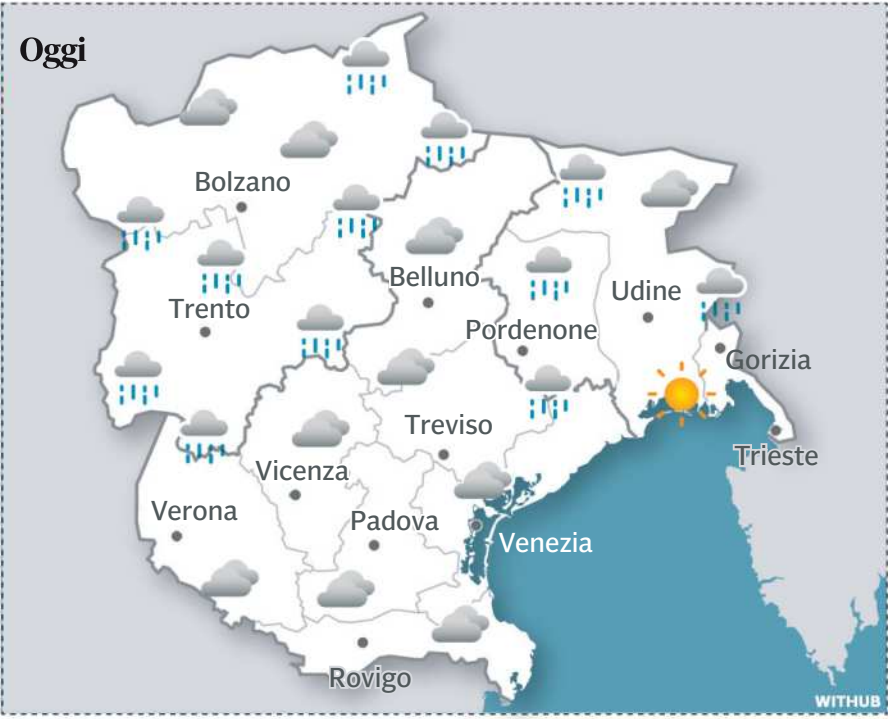 Oggi
Bolzano
Belluno
Udine
Trento
Pordenone
Gorizia
Treviso
Trieste
Vicenza
Verona
Padova
Venezia
Rovigo
WITHUB